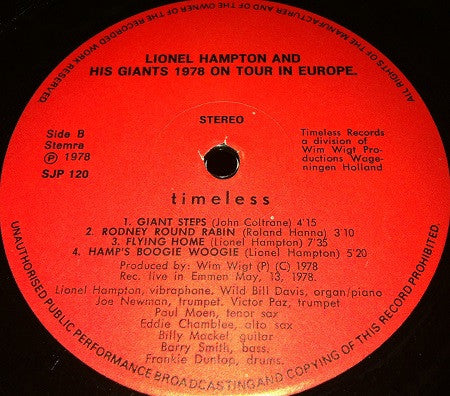 ALL RIGHTS OF THE MANUFACTURER AND OF THE OWNER OF THE RECORDED WORK RESERVED
LIONEL HAMPTON AND
HIS GIANTS 1978 ON TOUR IN EUROPE.
STEREO
Side B
Stemra
Ⓟ 1978
SJP 120
Timeless Records
a division of
Wim Wigt Pro-
ductions Wage-
ningen Holland
timeless
1. GIANT STEPS (John Coltrane) 4'15
2. RODNEY ROUND RABIN (Roland Hanna) 3'10
3. FLYING HOME (Lionel Hampton) 7'35
4. HAMP'S BOOGIE WOOGIE (Lionel Hampton) 5'20
Produced by: Wim Wigt (P) (C) 1978
Rec. live in Emmen May, 13, 1978.
Lionel Hampton, vibraphone, Wild Bill Davis, organ/piano
Joe Newman, trumpet, Victor Paz, trumpet
Paul Moen, tenor sax
Eddie Chamblee, alto sax
Billy Mackel, guitar
Barry Smith, bass,
Frankie Dunlop, drums.
UNAUTHORISED PUBLIC PERFORMANCE BROADCASTING AND COPYING OF THIS RECORD PROHIBITED